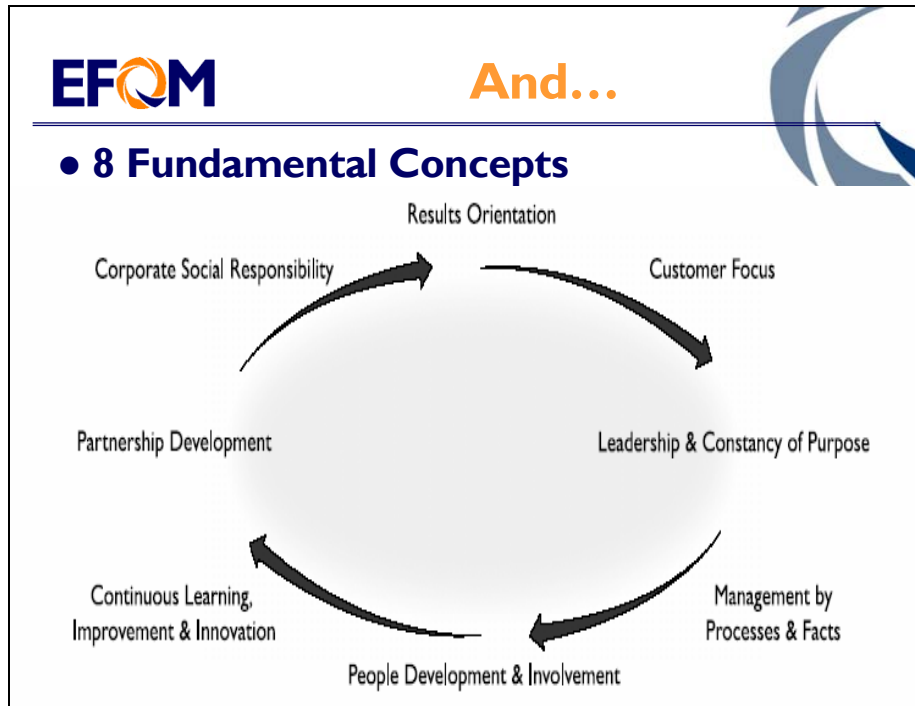 EFQM
And...
● 8 Fundamental Concepts
Results Orientation
Corporate Social Responsibility
Customer Focus
Partnership Development
Leadership & Constancy of Purpose
Continuous Learning,
Improvement & Innovation
Management by
Processes & Facts
People Development & Involvement